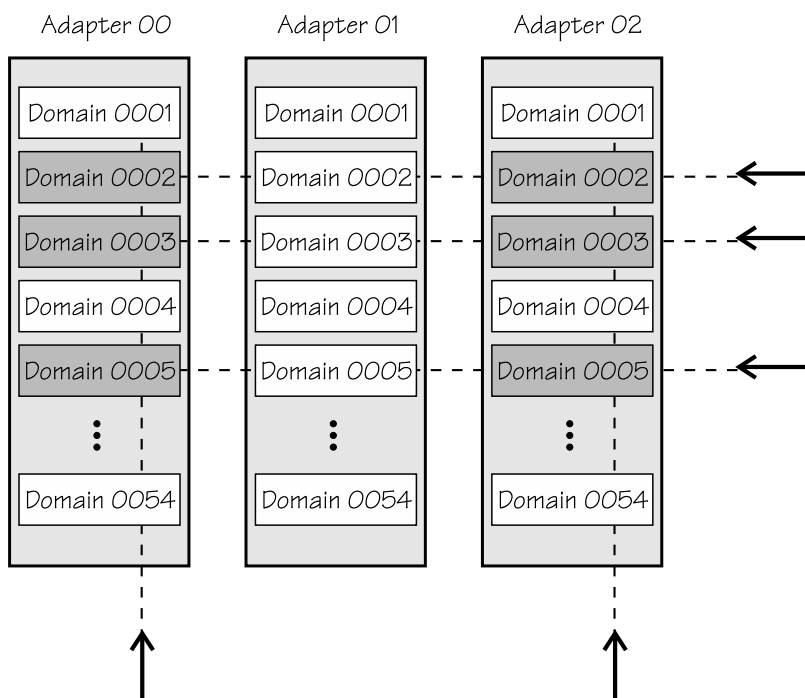 Adapter 00
Domain 0001
Domain 0002
Domain 0003
Domain 0004
Domain 0005
Domain 0054
Adapter 01
Domain 0001
Domain 0002
Domain 0003
Domain 0004
Domain 0005
Domain 0054
Adapter 02
Domain 0001
Domain 0002
Domain 0003
Domain 0004
Domain 0005
Domain 0054